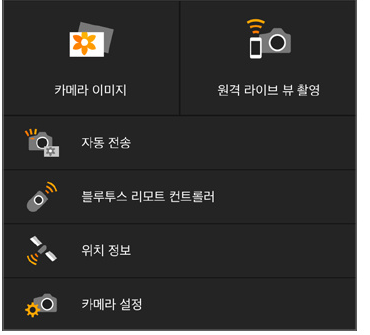 카메라 이미지
원격 라이브 뷰 촬영
자동 전송
블루투스 리모트 컨트롤러
위치 정보
카메라 설정